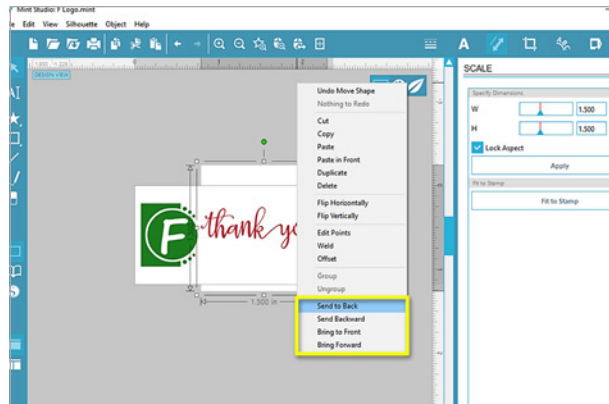 Mint Studio: F Logo.mint
Edit View Silhouette Object Help
DESIGN VIEW
A
SCALE
Specify Dimensions
W 1.500
H 1.500
Lock Aspect
Apply
Fit to Stamp
Fit to Stamp
Undo Move Shape
Nothing to Redo
Cut
Copy
Paste
Paste in Front
Duplicate
Delete
Flip Horizontally
Flip Vertically
Edit Points
Weld
Offset
Group
Ungroup
Send to Back
Send Backward
Bring to Front
Bring Forward
F
thank yo
1.500 in